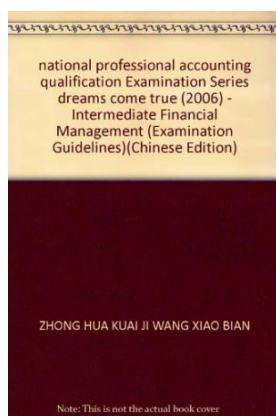 national professional accounting
qualification Examination Series
dreams come true (2006) -
Intermediate Financial
Management (Examination
Guidelines)(Chinese Edition)
ZHONG HUA KUAI JI WANG XIAO BIAN
Note: This is not the actual book cover